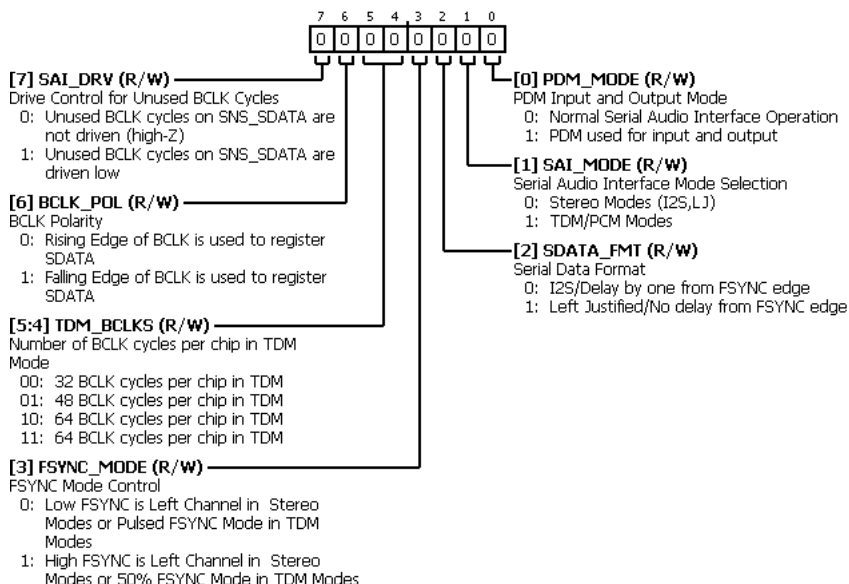 7 6 5 4 3 2 1 0
0 0 0 0 0 0 0 0
[7] SAI_DRV (R/W)
Drive Control for Unused BCLK Cycles
0: Unused BCLK cycles on SNS_SDATA are
not driven (high-Z)
1: Unused BCLK cycles on SNS_SDATA are
driven low
[6] BCLK_POL (R/W)
BCLK Polarity
0: Rising Edge of BCLK is used to register
SDATA
1: Falling Edge of BCLK is used to register
SDATA
[5:4] TDM_BCLKS (R/W)
Number of BCLK cycles per chip in TDM
Mode
00: 32 BCLK cycles per chip in TDM
01: 48 BCLK cycles per chip in TDM
10: 64 BCLK cycles per chip in TDM
11: 64 BCLK cycles per chip in TDM
[3] FSYNC_MODE (R/W)
FSYNC Mode Control
0: Low FSYNC is Left Channel in Stereo
Modes or Pulsed FSYNC Mode in TDM
Modes
1: High FSYNC is Left Channel in Stereo
Modes or 50% FSYNC Mode in TDM Modes
[0] PDM_MODE (R/W)
PDM Input and Output Mode
0: Normal Serial Audio Interface Operation
1: PDM used for input and output
[1] SAI_MODE (R/W)
Serial Audio Interface Mode Selection
0: Stereo Modes (I2S,LJ)
1: TDM/PCM Modes
[2] SDATA_FMT (R/W)
Serial Data Format
0: I2S/Delay by one from FSYNC edge
1: Left Justified/No delay from FSYNC edge